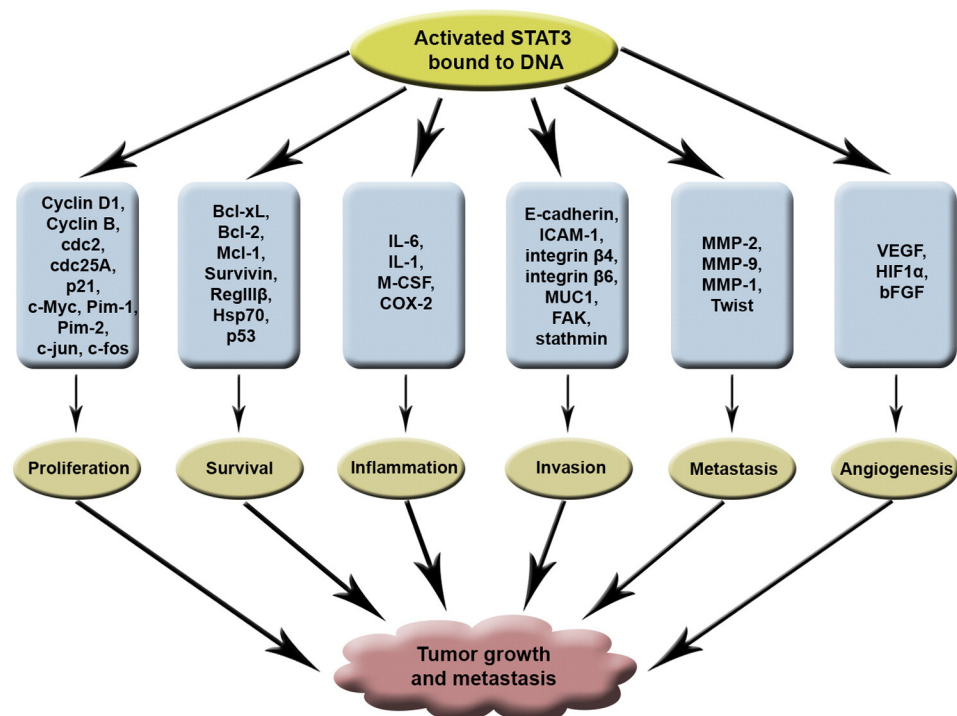 Activated STAT3
bound to DNA
Cyclin D1,
Cyclin B,
cdc2,
cdc25A,
p21,
c-Myc, Pim-1,
Pim-2,
c-jun, c-fos
Bcl-xL,
Bcl-2,
Mcl-1,
Survivin,
RegIIIβ,
Hsp70,
p53
IL-6,
IL-1,
M-CSF,
COX-2
E-cadherin,
ICAM-1,
integrin β4,
integrin β6,
MUC1,
FAK,
stathmin
MMP-2,
MMP-9,
MMP-1,
Twist
VEGF,
HIF1α,
bFGF
Proliferation
Survival
Inflammation
Invasion
Metastasis
Angiogenesis
Tumor growth
and metastasis